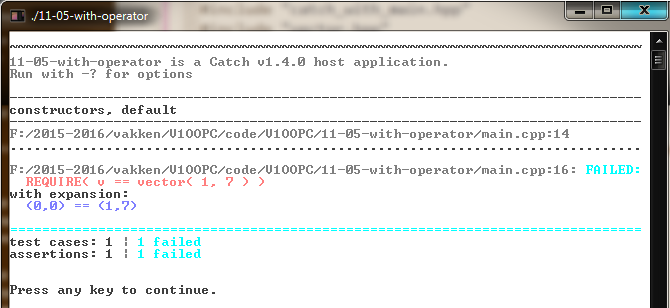 ./11-05-with-operator
#include "catch_with_main.hpp"
~~~~~~~~~~~~~~~~~~~~~~~~~~~~~~~~~~~~~~~~~~~~~~~~~~~~~~~~~~~~~~~~~~~~~~~~~~~~~~~
11-05-with-operator is a Catch v1.4.0 host application.
Run with -? for options
-------------------------------------------------------------------------------
constructors, default
-------------------------------------------------------------------------------
F:/2015-2016/vakken/V1OOPC/code/V1OOPC/11-05-with-operator/main.cpp:14
...............................................................................
F:/2015-2016/vakken/V1OOPC/code/V1OOPC/11-05-with-operator/main.cpp:16: FAILED:
REQUIRE( v == vector( 1, 7 ) )
with expansion:
(0,0) == (1,7)
===============================================================================
test cases: 1 | 1 failed
assertions: 1 | 1 failed
Press any key to continue.